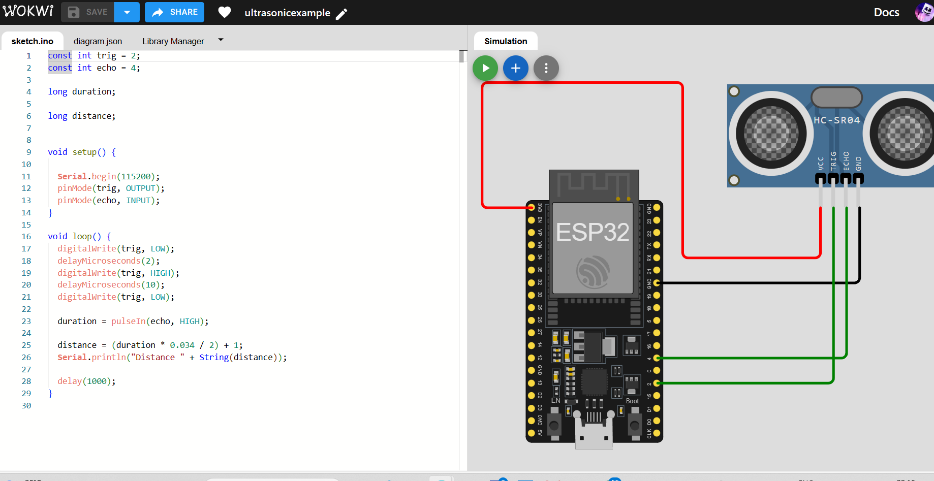 WOKWi
SAVE
SHARE
ultrasonicexample
Docs
sketch.ino
diagram.json
Library Manager
Simulation
1 const int trig = 2;
2 const int echo = 4;
3
4 long duration;
5
6 long distance;
7
8
9 void setup() {
10
11 Serial.begin(115200);
12 pinMode(trig, OUTPUT);
13 pinMode(echo, INPUT);
14 }
15
16 void loop() {
17 digitalWrite(trig, LOW);
18 delayMicroseconds(2);
19 digitalWrite(trig, HIGH);
20 delayMicroseconds(10);
21 digitalWrite(trig, LOW);
22
23 duration = pulseIn(echo, HIGH);
24
25 distance = (duration * 0.034 / 2) + 1;
26 Serial.println("Distance " + String(distance));
27
28 delay(1000);
29 }
30
HC-SR04
VCC
TRIG
ECHO
GND
ESP32
EN
Boot